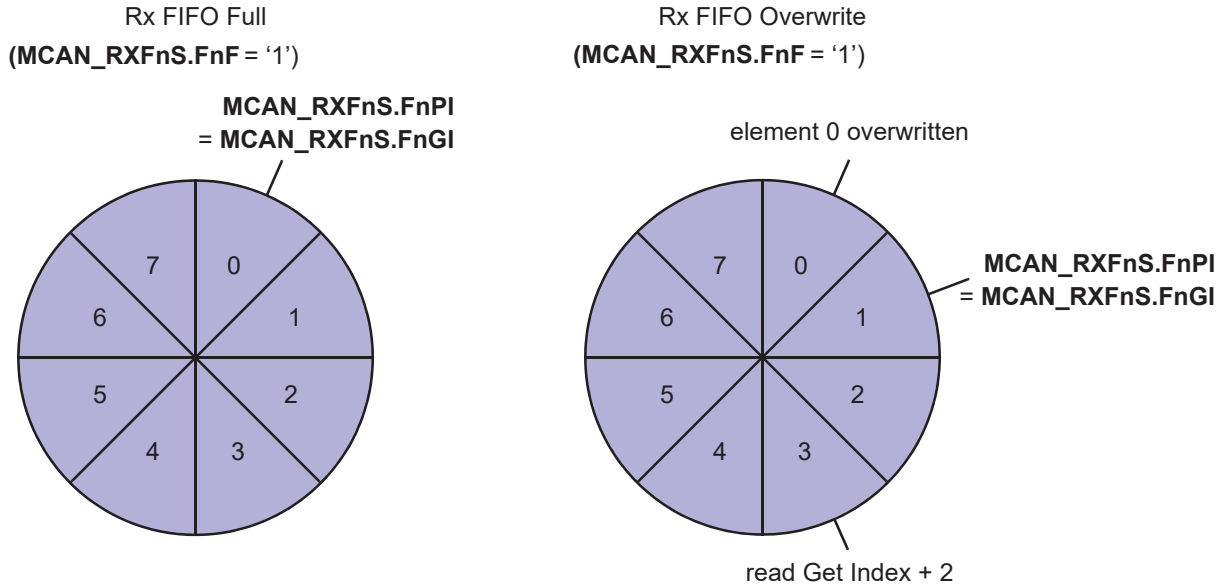 Rx FIFO Full
(MCAN_RXFnS.FnF = ‘1’)
MCAN_RXFnS.FnPI
= MCAN_RXFnS.FnGI
7 0
6 1
5 2
4 3
Rx FIFO Overwrite
(MCAN_RXFnS.FnF = ‘1’)
element 0 overwritten
MCAN_RXFnS.FnPI
= MCAN_RXFnS.FnGI
7 0
6 1
5 2
4 3
read Get Index + 2